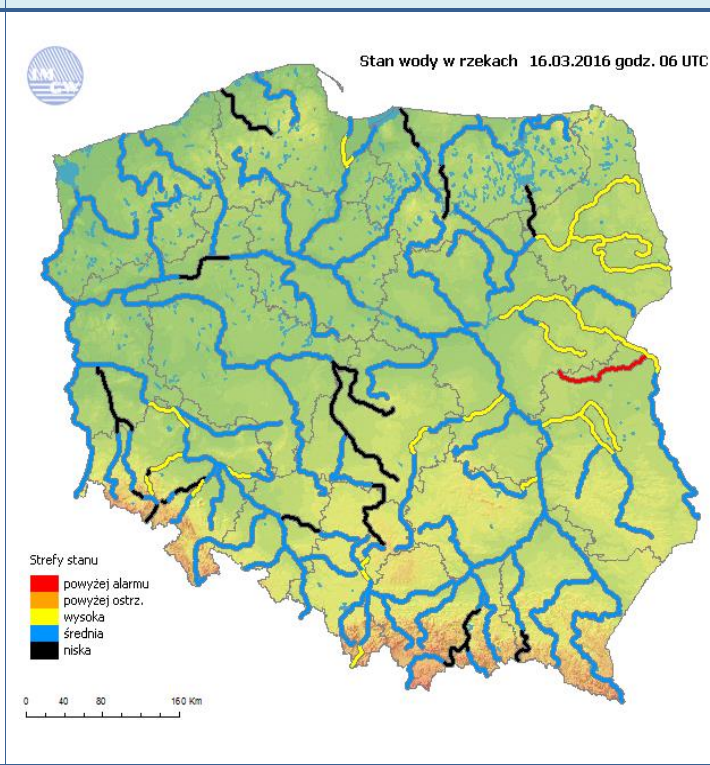 IMGW
Stan wody w rzekach 16.03.2016 godz. 06 UTC
Strefy stanu
powyżej alarmu
powyżej ostrz.
wysoka
średnia
niska
0 40 80 160 Km